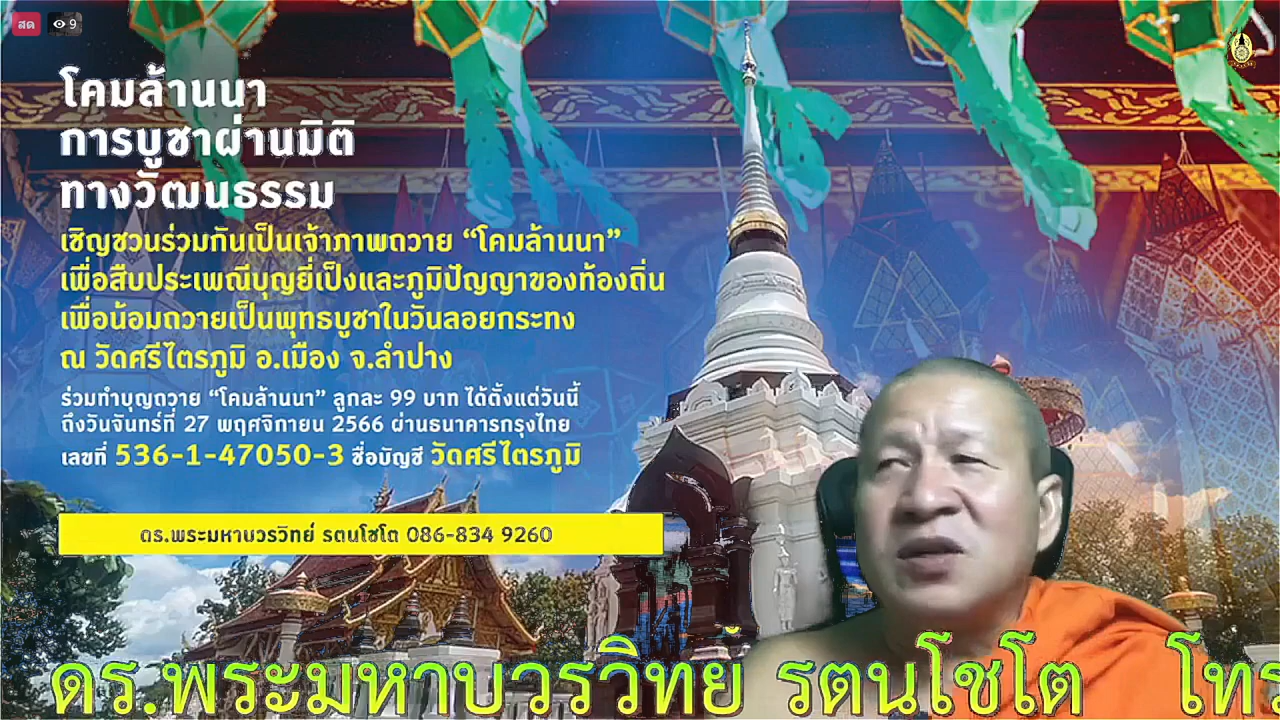 สด 9
โคมล้านนา
การบูชาผ่านมิติ
ทางวัฒนธรรม
เชิญชวนร่วมกันเป็นเจ้าภาพถวาย “โคมล้านนา”
เพื่อสืบประเพณีบุญยี่เป็งและภูมิปัญญาของท้องถิ่น
เพื่อน้อมถวายเป็นพุทธบูชาในวันลอยกระทง
ณ วัดศรีไตรภูมิ อ.เมือง จ.ลำปาง
ร่วมทำบุญถวาย “โคมล้านนา” ลูกละ 99 บาท ได้ตั้งแต่วันนี้
ถึงวันจันทร์ที่ 27 พฤศจิกายน 2566 ผ่านธนาคารกรุงไทย
เลขที่ 536-1-47050-3 ชื่อบัญชี วัดศรีไตรภูมิ
ดร.พระมหาบวรวิทย์ รตนโชโต 086-834 9260
ดร.พระมหาบวรวิทย์ รตนโชโต โทร